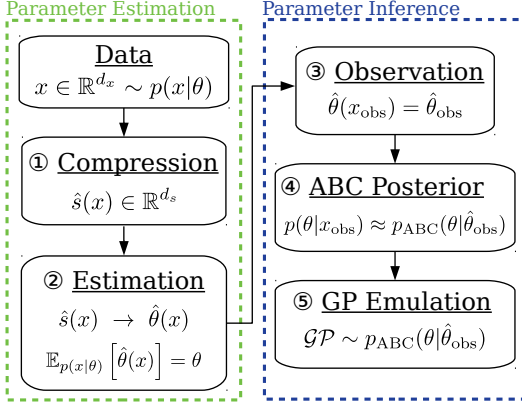 Parameter Estimation
Data
x ∈ ℝ^{d_x} ∼ p(x|θ)
① Compression
ŝ(x) ∈ ℝ^{d_s}
② Estimation
ŝ(x) → θ̂(x)
𝔼_{p(x|θ)} [θ̂(x)] = θ
Parameter Inference
③ Observation
θ̂(x_obs) = θ̂_obs
④ ABC Posterior
p(θ|x_obs) ≈ p_ABC(θ|θ̂_obs)
⑤ GP Emulation
𝒢𝒫 ∼ p_ABC(θ|θ̂_obs)